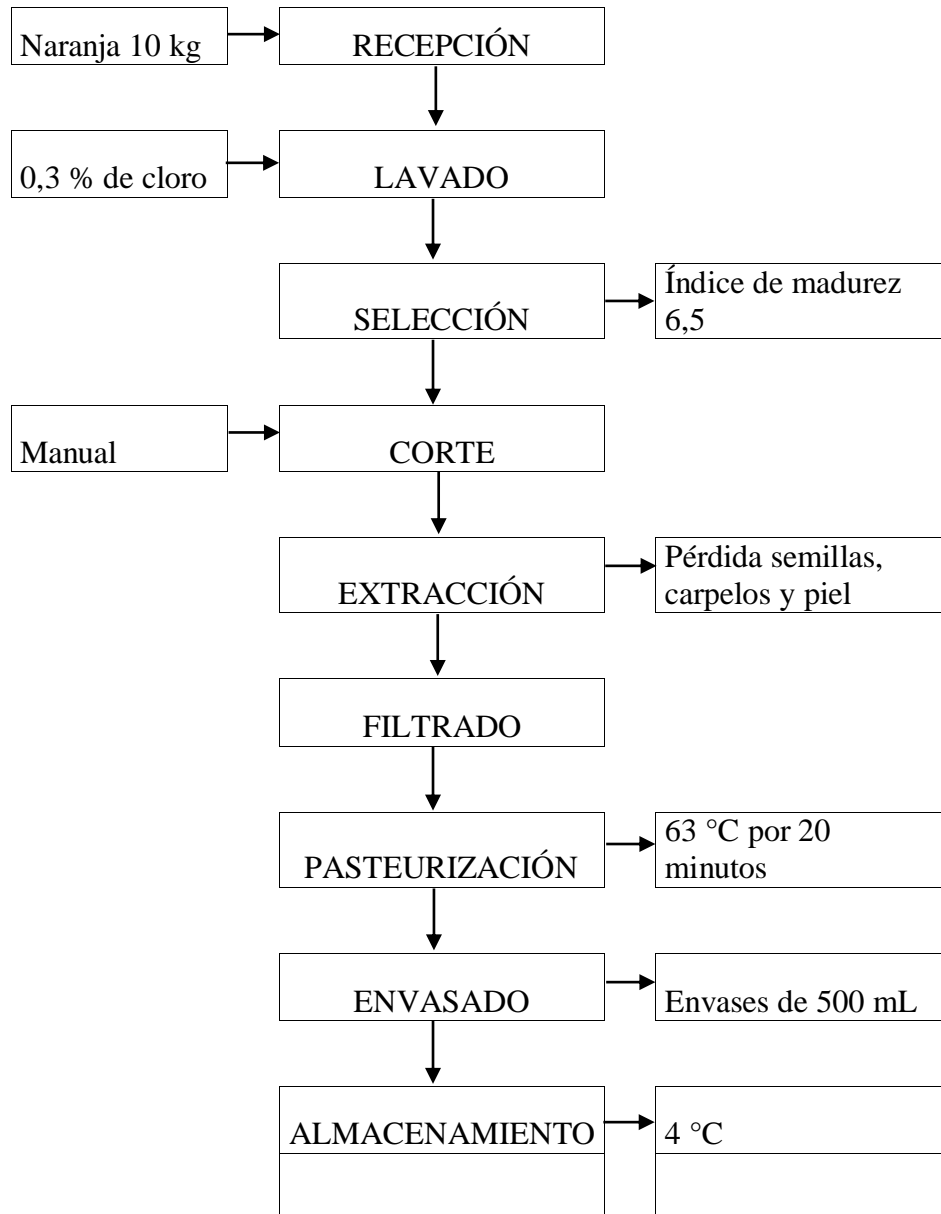 Naranja 10 kg
RECEPCIÓN
0,3 % de cloro
LAVADO
SELECCIÓN
Índice de madurez
6,5
Manual
CORTE
EXTRACCIÓN
Pérdida semillas,
carpelos y piel
FILTRADO
PASTEURIZACIÓN
63 °C por 20
minutos
ENVASADO
Envases de 500 mL
ALMACENAMIENTO
4 °C